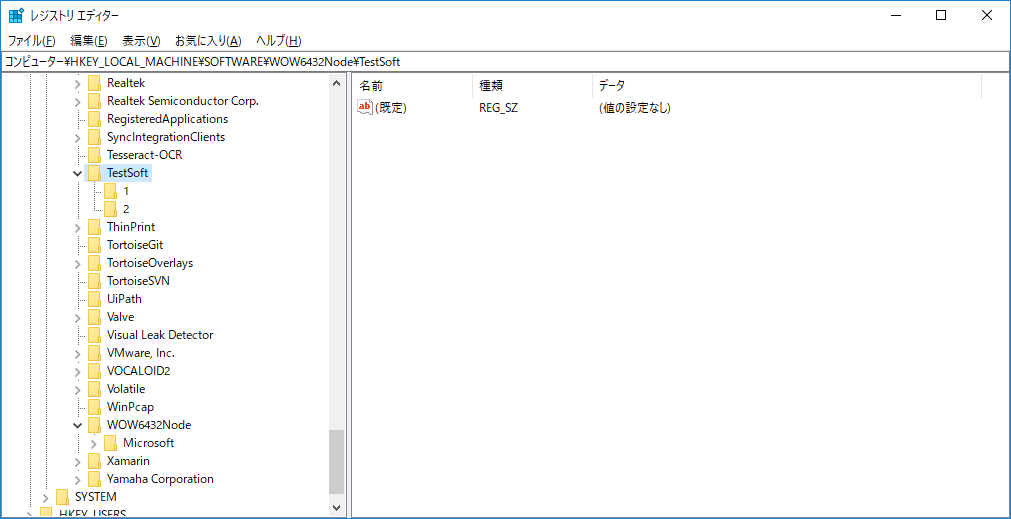 レジストリ エディター
ファイル(F) 編集(E) 表示(V) お気に入り(A) ヘルプ(H)
コンピューター¥HKEY_LOCAL_MACHINE¥SOFTWARE¥WOW6432Node¥TestSoft
Realtek
Realtek Semiconductor Corp.
RegisteredApplications
SyncIntegrationClients
Tesseract-OCR
TestSoft
1
2
ThinPrint
TortoiseGit
TortoiseOverlays
TortoiseSVN
UiPath
Valve
Visual Leak Detector
VMware, Inc.
VOCALOID2
Volatile
WinPcap
WOW6432Node
Microsoft
Xamarin
Yamaha Corporation
SYSTEM
HKEY_USERS
名前 種類 データ
ab (既定) REG_SZ (値の設定なし)